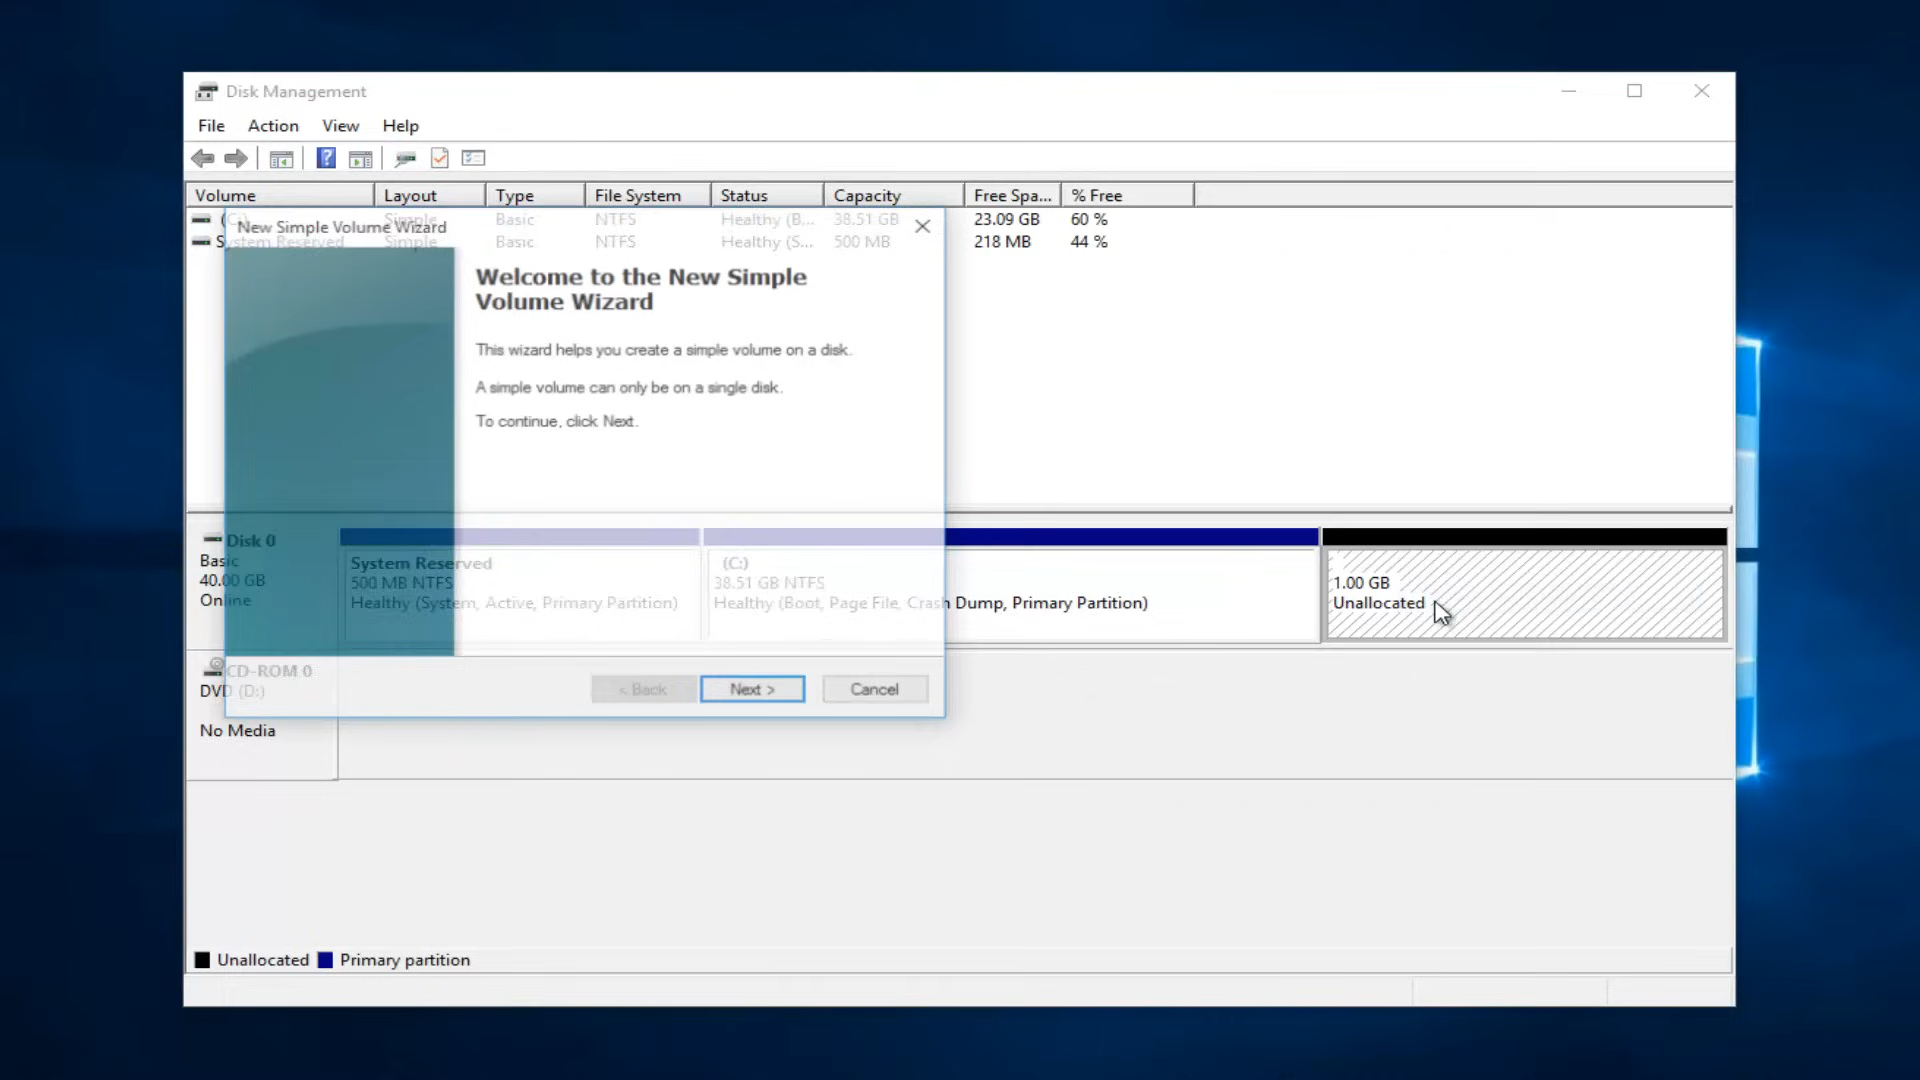 Disk Management
File Action View Help
Volume Layout Type File System Status Capacity Free Spa... % Free
(C:) Simple Basic NTFS Healthy (B... 38.51 GB 23.09 GB 60 %
System Reserved Simple Basic NTFS Healthy (S... 500 MB 218 MB 44 %
New Simple Volume Wizard
Welcome to the New Simple
Volume Wizard
This wizard helps you create a simple volume on a disk.
A simple volume can only be on a single disk.
To continue, click Next.
< Back Next > Cancel
Disk 0
Basic
40.00 GB
Online
System Reserved
500 MB NTFS
Healthy (System, Active, Primary Partition)
(C:)
38.51 GB NTFS
Healthy (Boot, Page File, Crash Dump, Primary Partition)
1.00 GB
Unallocated
CD-ROM 0
DVD (D:)
No Media
Unallocated Primary partition